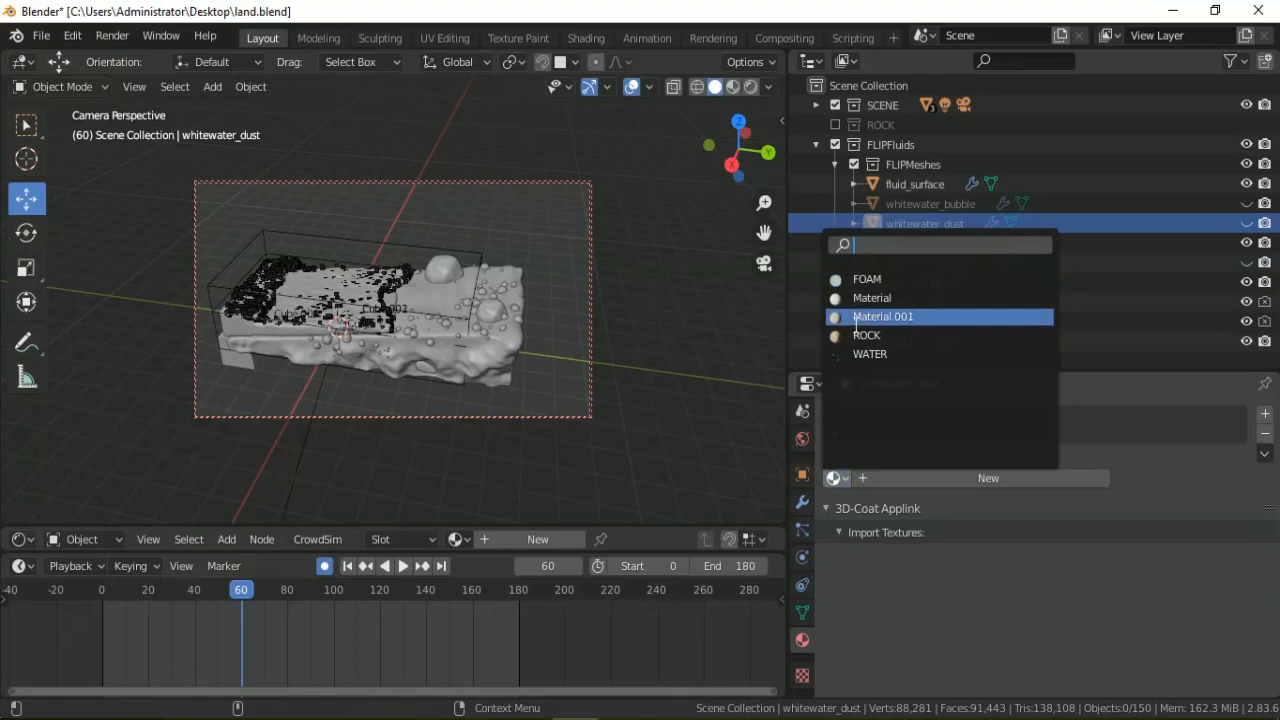 Blender* [C:\Users\Administrator\Desktop\land.blend]
File Edit Render Window Help Layout Modeling Sculpting UV Editing Texture Paint Shading Animation Rendering Compositing Scripting + Scene View Layer
Orientation: Default Drag: Select Box Global Options
Object Mode View Select Add Object
Camera Perspective
(60) Scene Collection | whitewater_dust
Z
Y
X
Scene Collection
SCENE 3
ROCK
FLIPFluids
FLIPMeshes
fluid_surface
whitewater_bubble
whitewater_dust
FOAM
Material
Material.001
ROCK
WATER
+ New
3D-Coat Applink
Import Textures:
Object View Select Add Node CrowdSim Slot + New
Playback Keying View Marker 60 Start 0 End 180
-40 -20 0 20 40 60 80 100 120 140 160 180 200 220 240 260 280
Context Menu Scene Collection | whitewater_dust | Verts:88,281 | Faces:91,443 | Tris:138,108 | Objects:0/150 | Mem: 162.3 MiB | 2.83.6